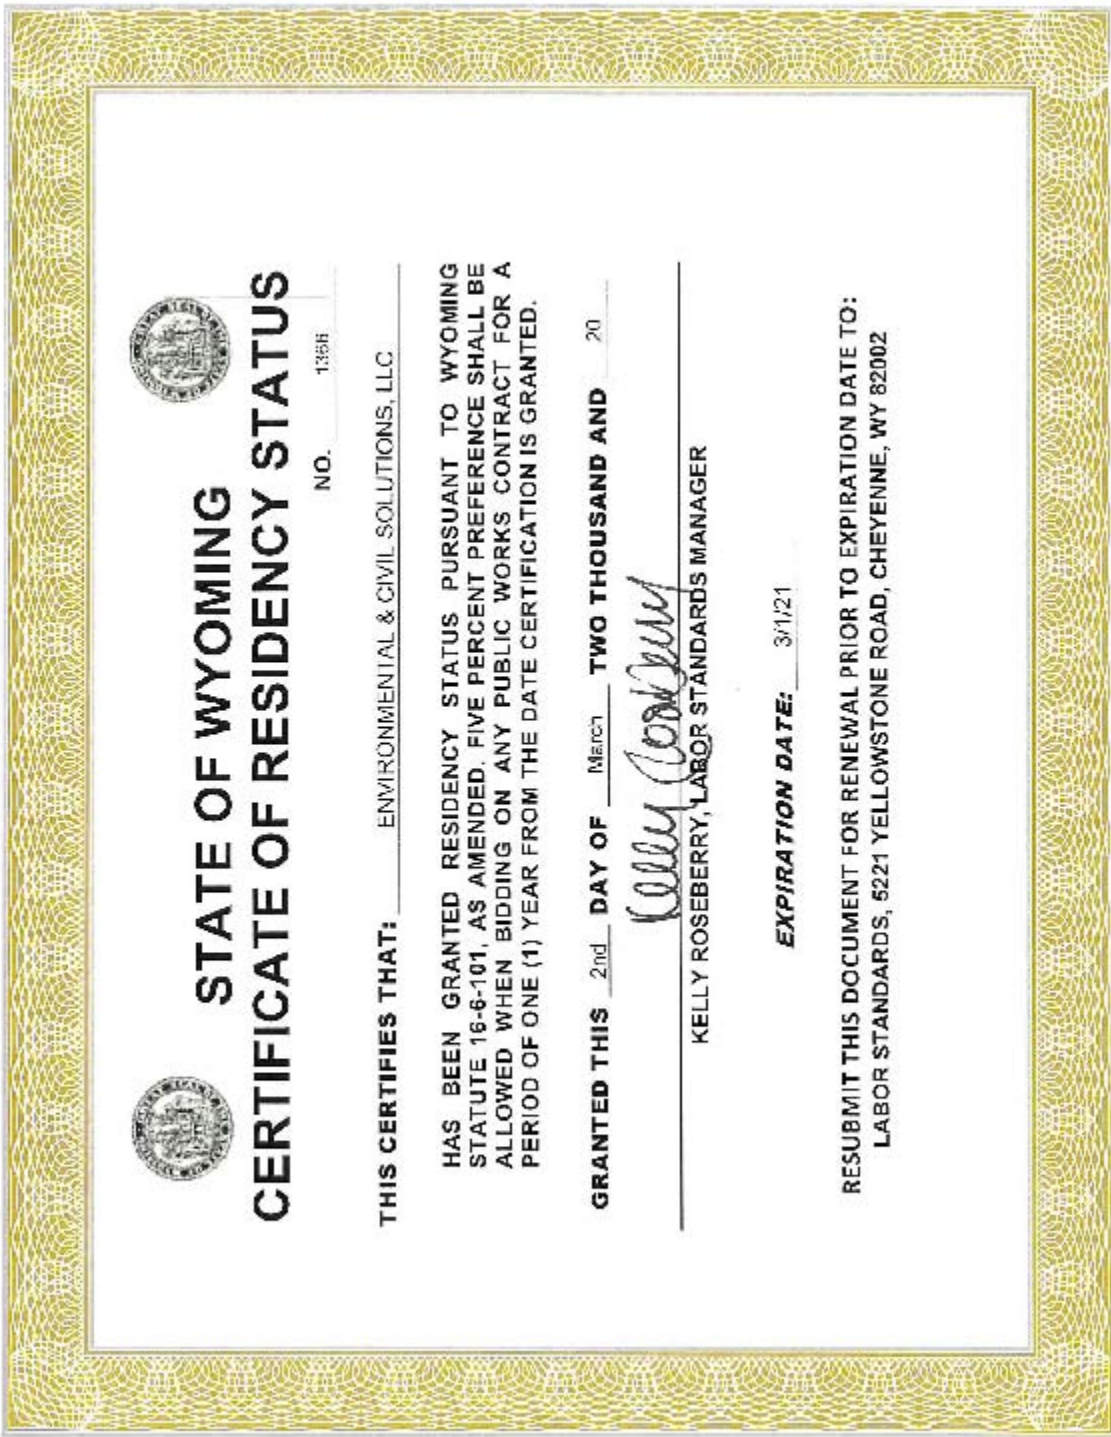 STATE OF WYOMING
CERTIFICATE OF RESIDENCY STATUS
NO. 1366
THIS CERTIFIES THAT: ENVIRONMENTAL & CIVIL SOLUTIONS, LLC
HAS BEEN GRANTED RESIDENCY STATUS PURSUANT TO WYOMING
STATUTE 16-6-101, AS AMENDED. FIVE PERCENT PREFERENCE SHALL BE
ALLOWED WHEN BIDDING ON ANY PUBLIC WORKS CONTRACT FOR A
PERIOD OF ONE (1) YEAR FROM THE DATE CERTIFICATION IS GRANTED.
GRANTED THIS 2nd DAY OF March TWO THOUSAND AND 20
KELLY ROSEBERRY, LABOR STANDARDS MANAGER
EXPIRATION DATE: 3/1/21
RESUBMIT THIS DOCUMENT FOR RENEWAL PRIOR TO EXPIRATION DATE TO:
LABOR STANDARDS, 5221 YELLOWSTONE ROAD, CHEYENNE, WY 82002